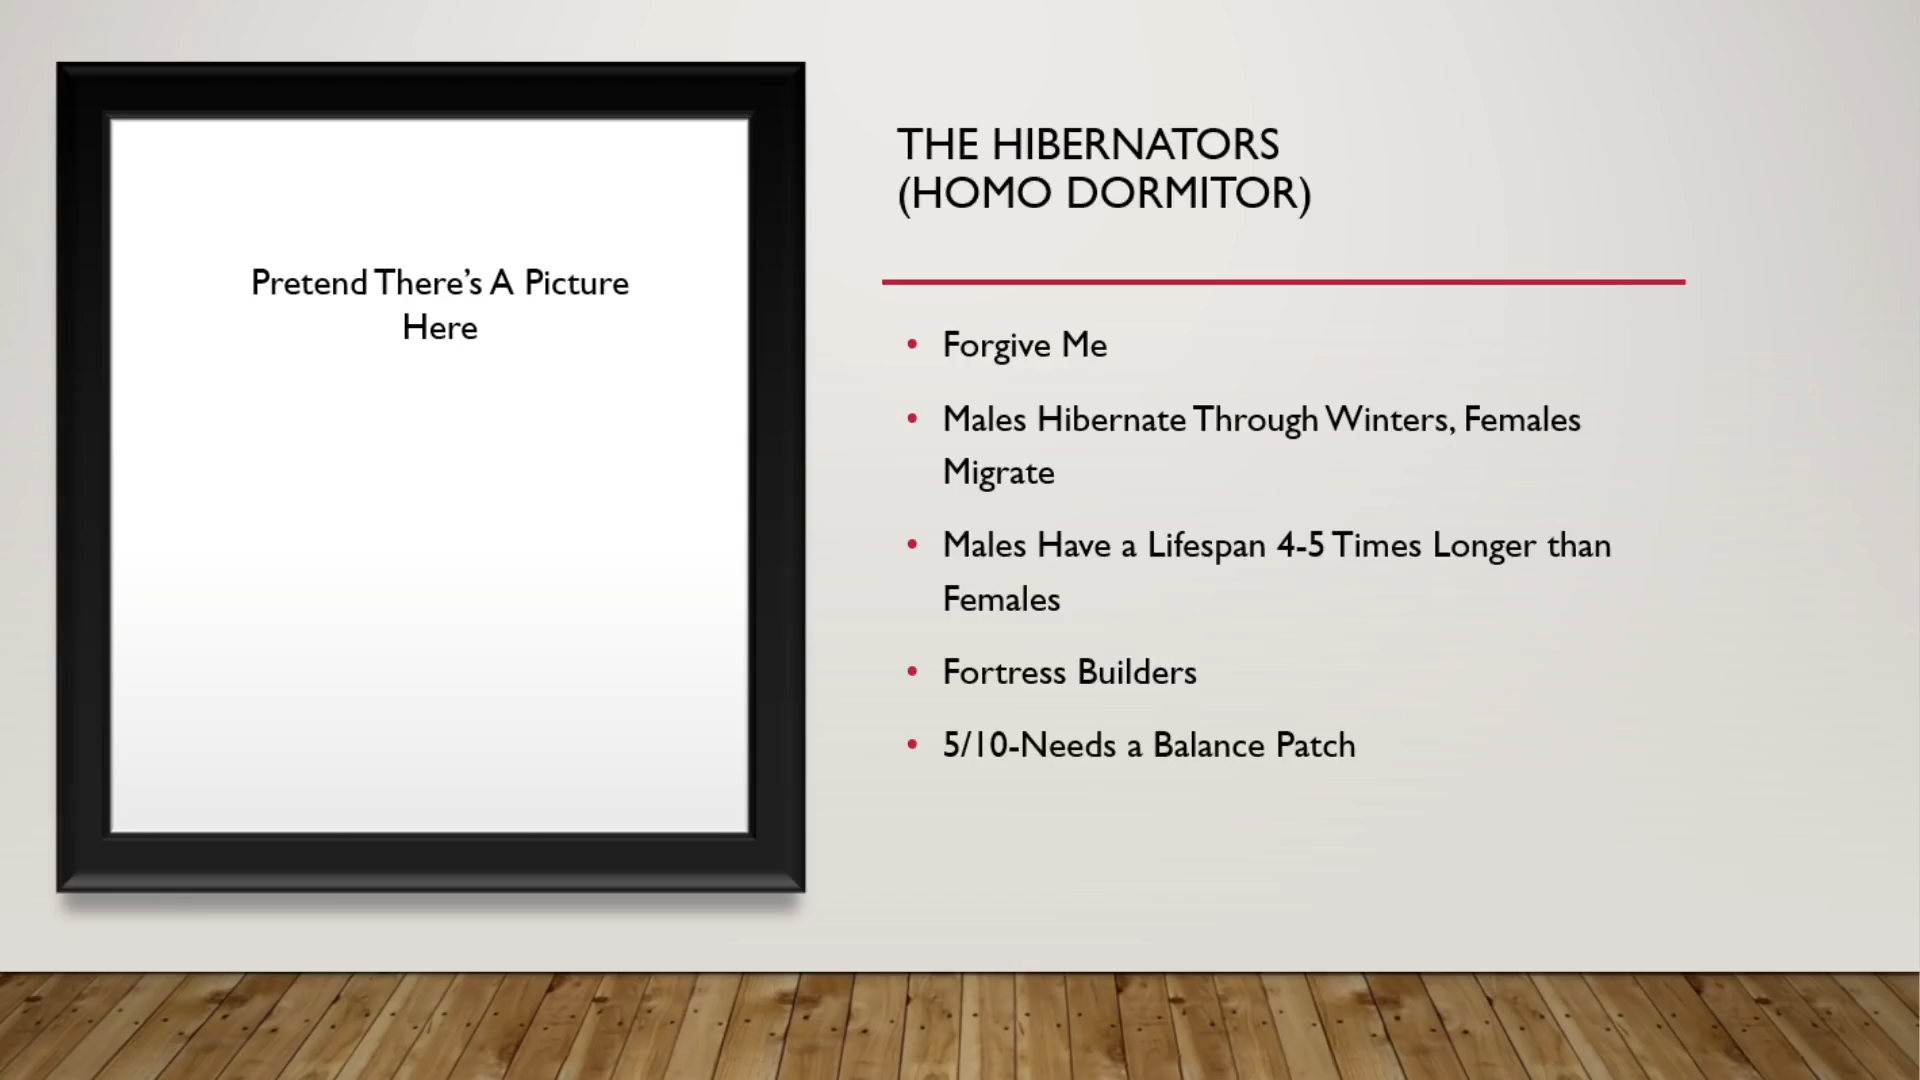 Pretend There's A Picture
Here
THE HIBERNATORS
(HOMO DORMITOR)
• Forgive Me
• Males Hibernate Through Winters, Females
Migrate
• Males Have a Lifespan 4-5 Times Longer than
Females
• Fortress Builders
• 5/10-Needs a Balance Patch